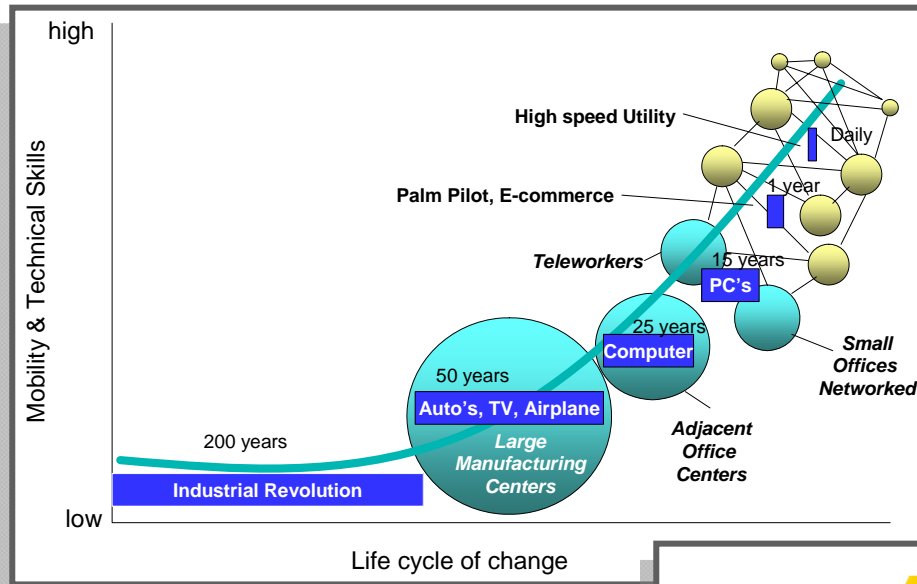 high
Mobility & Technical Skills
low
Life cycle of change
200 years
Industrial Revolution
50 years
Auto's, TV, Airplane
Large
Manufacturing
Centers
25 years
Computer
Adjacent
Office
Centers
Teleworkers
15 years
PC's
Small
Offices
Networked
Palm Pilot, E-commerce
1 year
High speed Utility
Daily